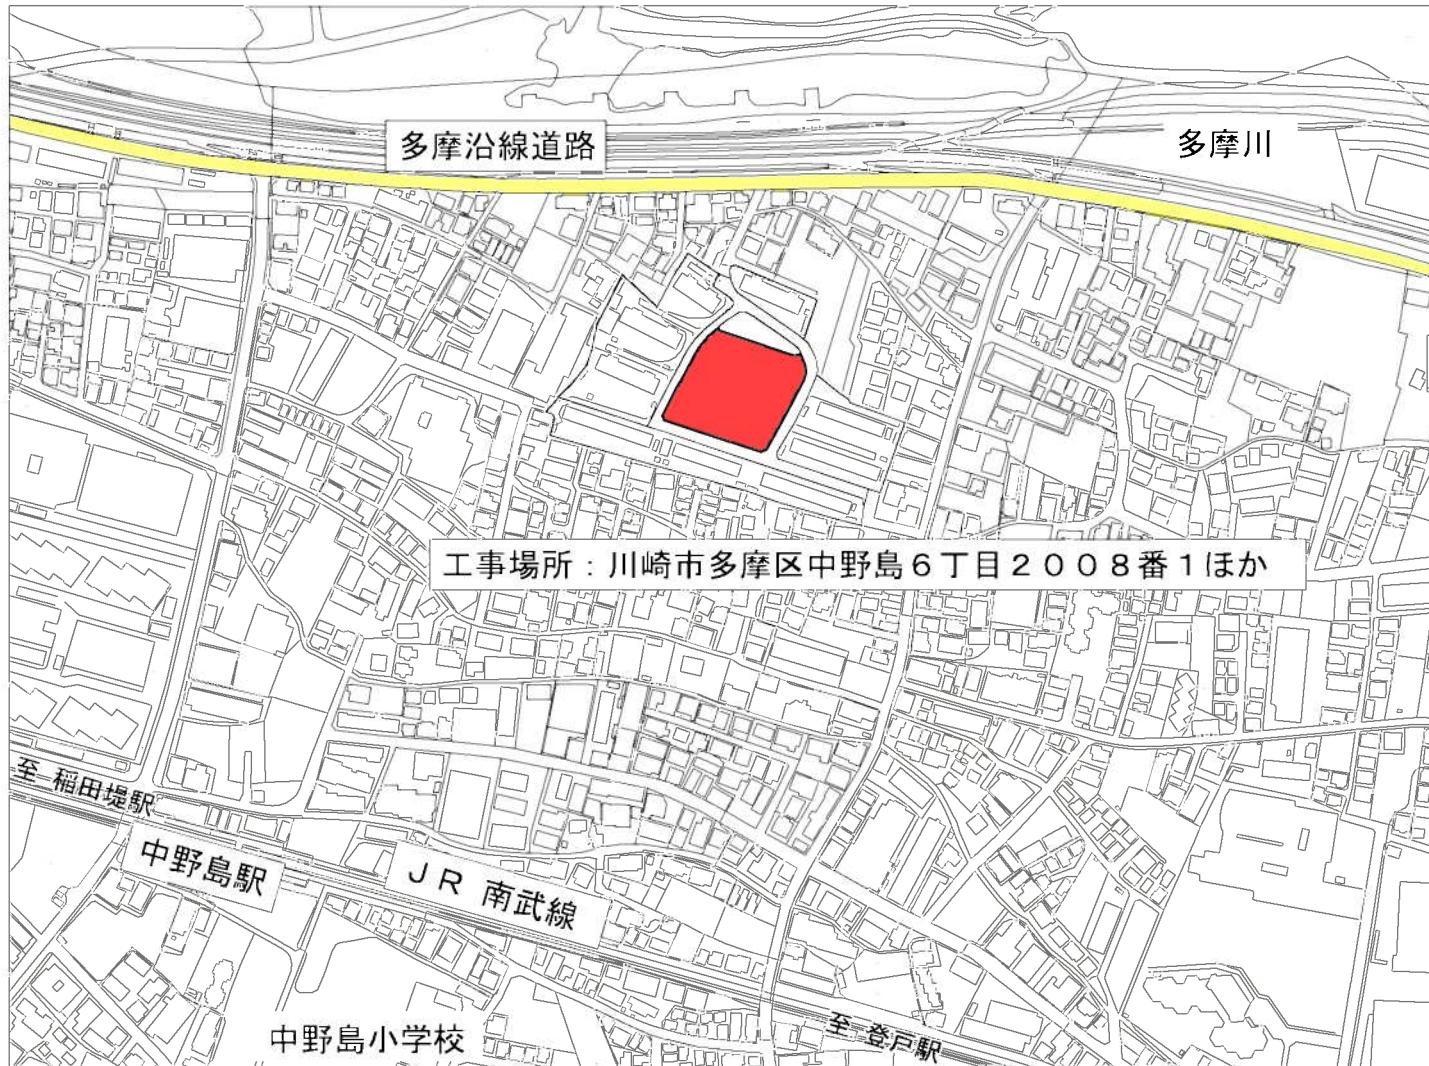 多摩沿線道路
多摩川
工事場所：川崎市多摩区中野島６丁目２００８番１ほか
至 稲田堤駅
中野島駅
ＪＲ 南武線
至 登戸駅
中野島小学校